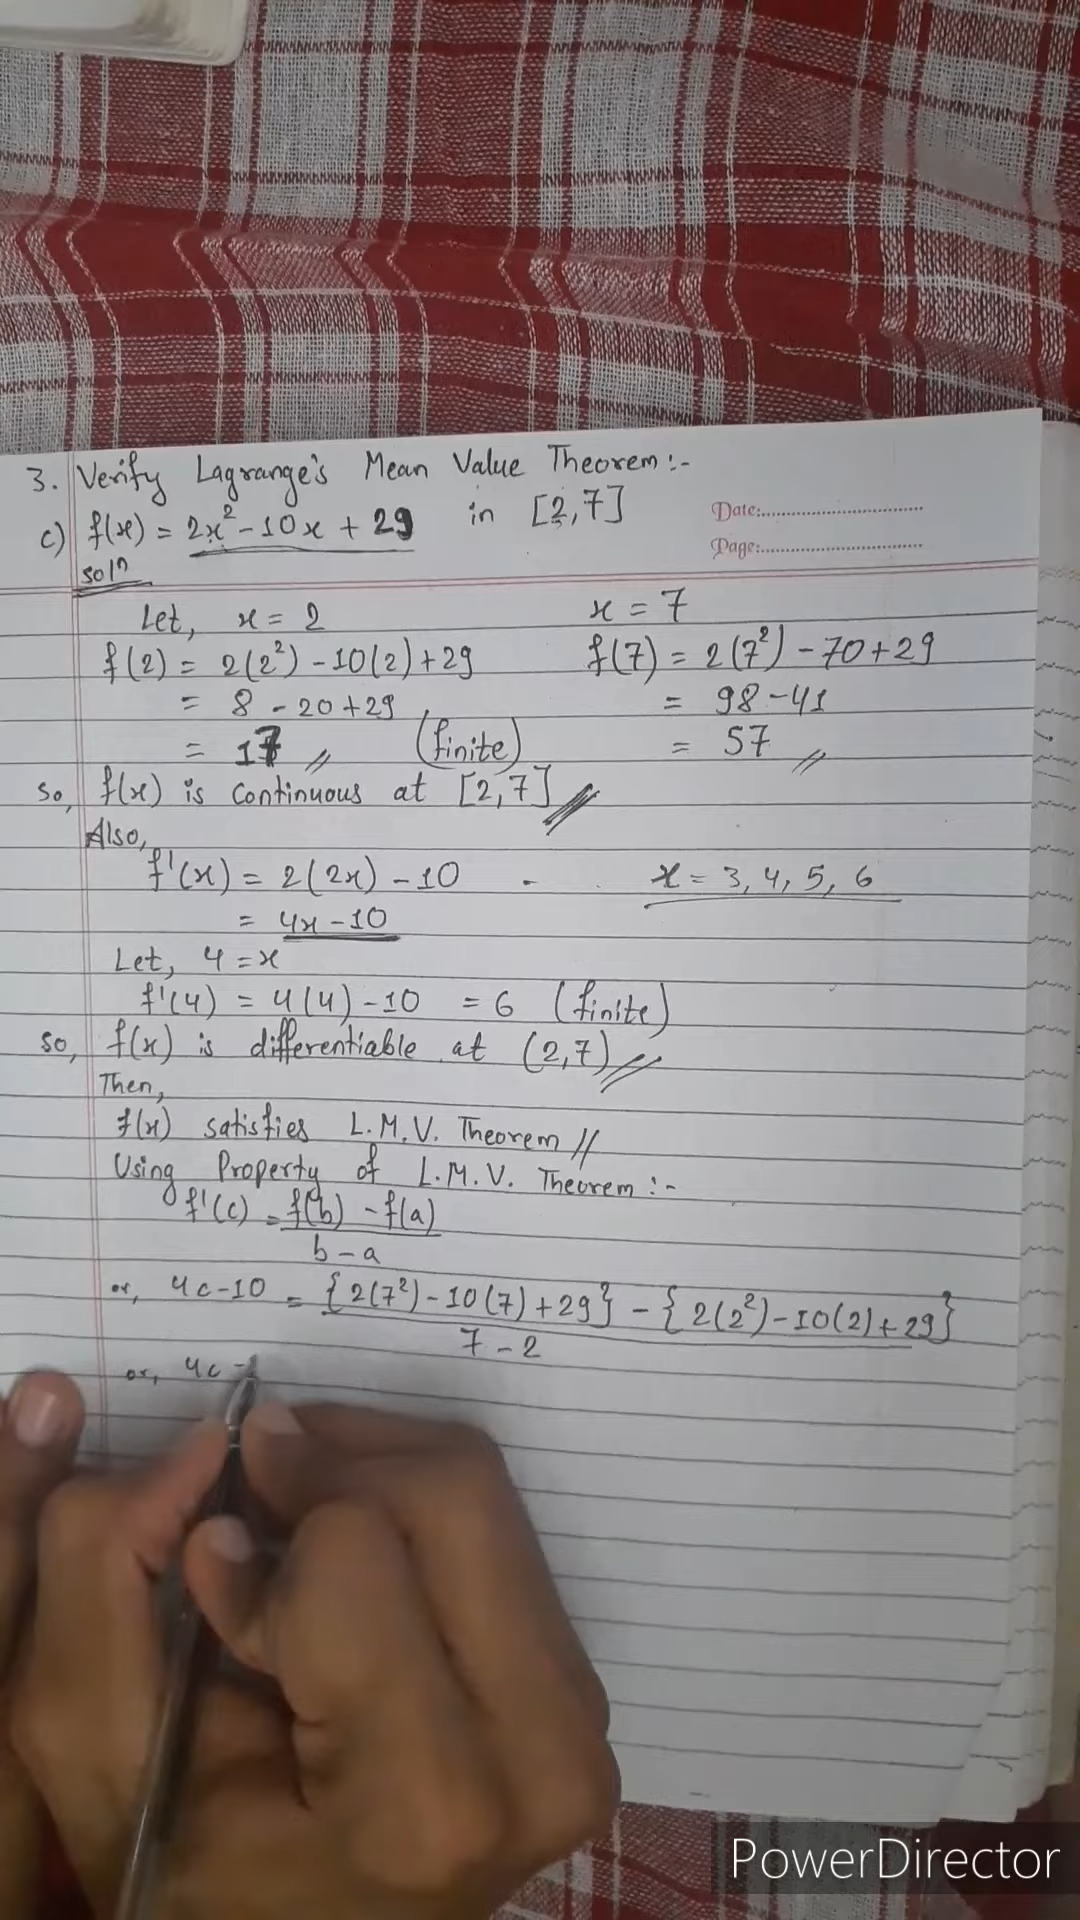 3. Verify Lagrange's Mean Value Theorem :-
c) f(x) = 2x² - 10x + 29 in [2,7]
Date:
Page:
solⁿ
Let, x = 2 x = 7
f(2) = 2(2²) - 10(2) + 29 f(7) = 2(7²) - 70 + 29
= 8 - 20 + 29 = 98 - 41
= 17 // (finite) = 57 //
So, f(x) is continuous at [2,7] //
Also,
f'(x) = 2(2x) - 10 x = 3, 4, 5, 6
= 4x - 10
Let, 4 = x
f'(4) = 4(4) - 10 = 6 (finite)
So, f(x) is differentiable at (2,7) //
Then,
f(x) satisfies L.M.V. Theorem //
Using Property of L.M.V. Theorem :-
f'(c) = f(b) - f(a)
b - a
or, 4c - 10 = {2(7²) - 10(7) + 29} - {2(2²) - 10(2) + 29}
7 - 2
or, 4c -
PowerDirector